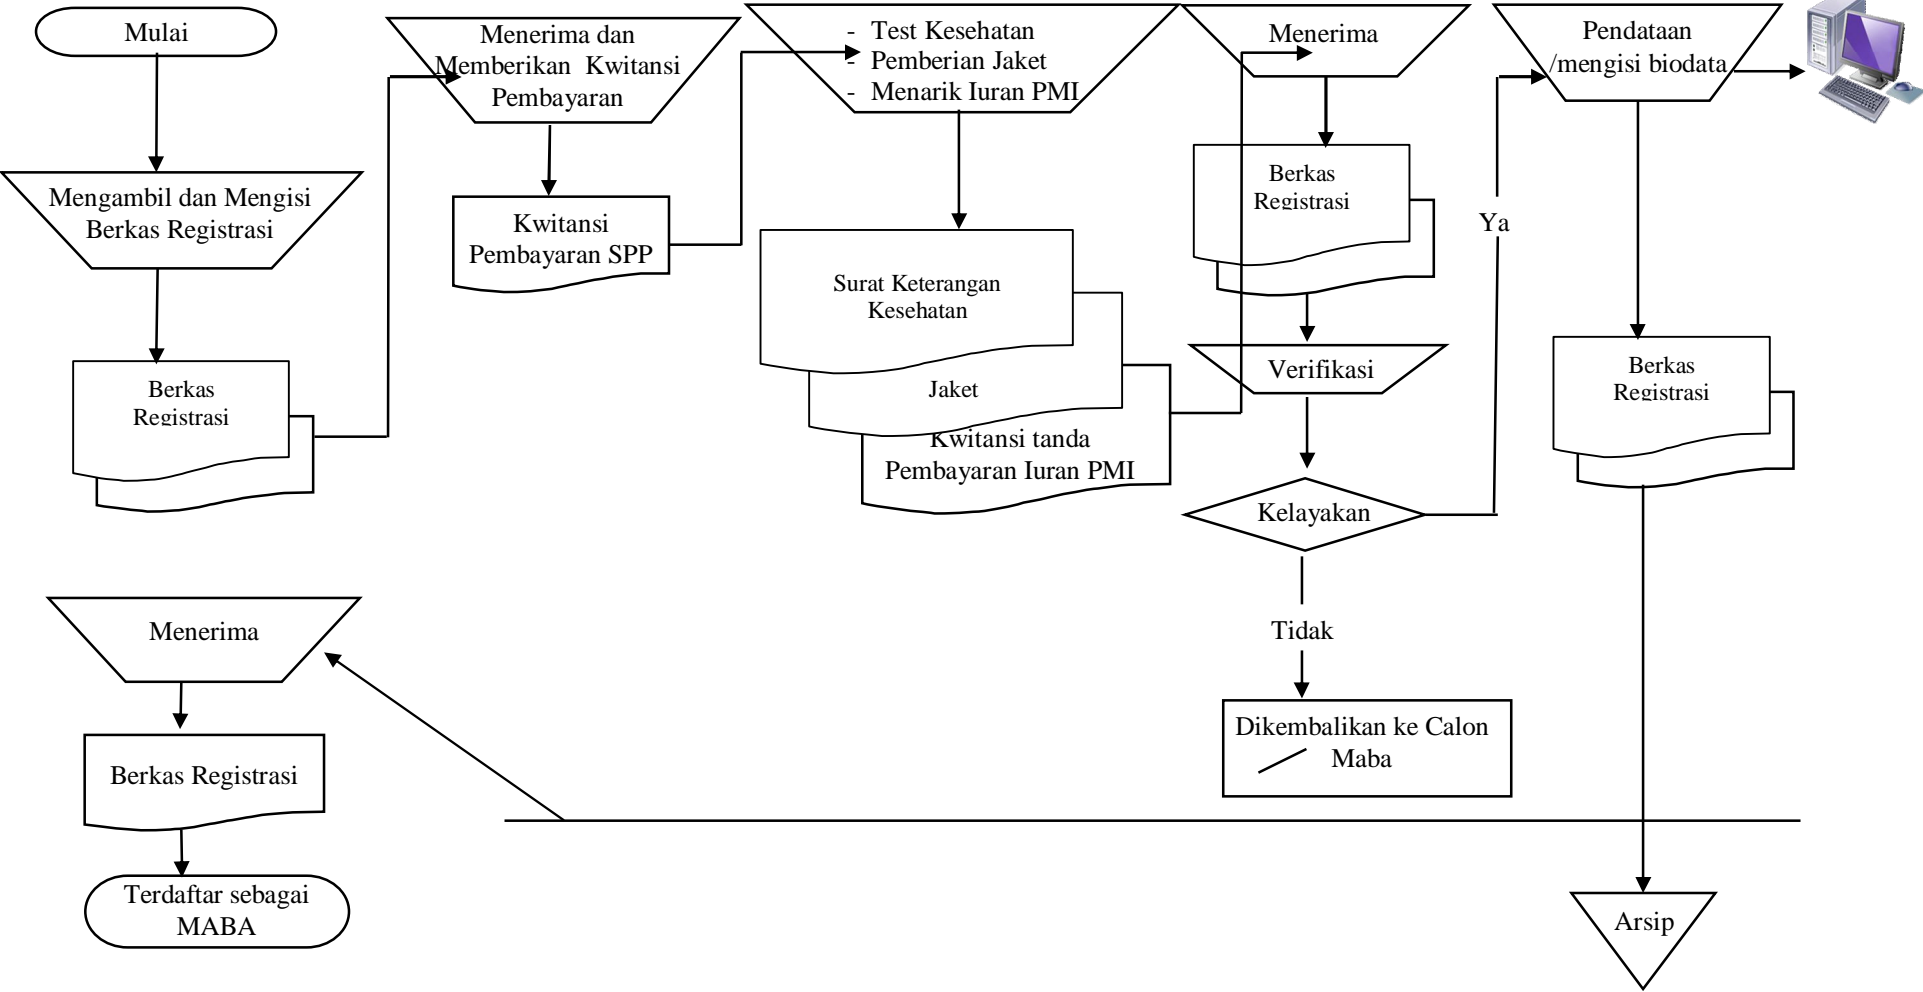 Mulai
Mengambil dan Mengisi
Berkas Registrasi
Berkas
Registrasi
Menerima dan
Memberikan Kwitansi
Pembayaran
Kwitansi
Pembayaran SPP
- Test Kesehatan
- Pemberian Jaket
- Menarik Iuran PMI
Surat Keterangan
Kesehatan
Jaket
Kwitansi tanda
Pembayaran Iuran PMI
Menerima
Berkas
Registrasi
Verifikasi
Kelayakan
Ya
Tidak
Dikembalikan ke Calon
Maba
Pendataan
/mengisi biodata
Berkas
Registrasi
Arsip
Menerima
Berkas Registrasi
Terdaftar sebagai
MABA